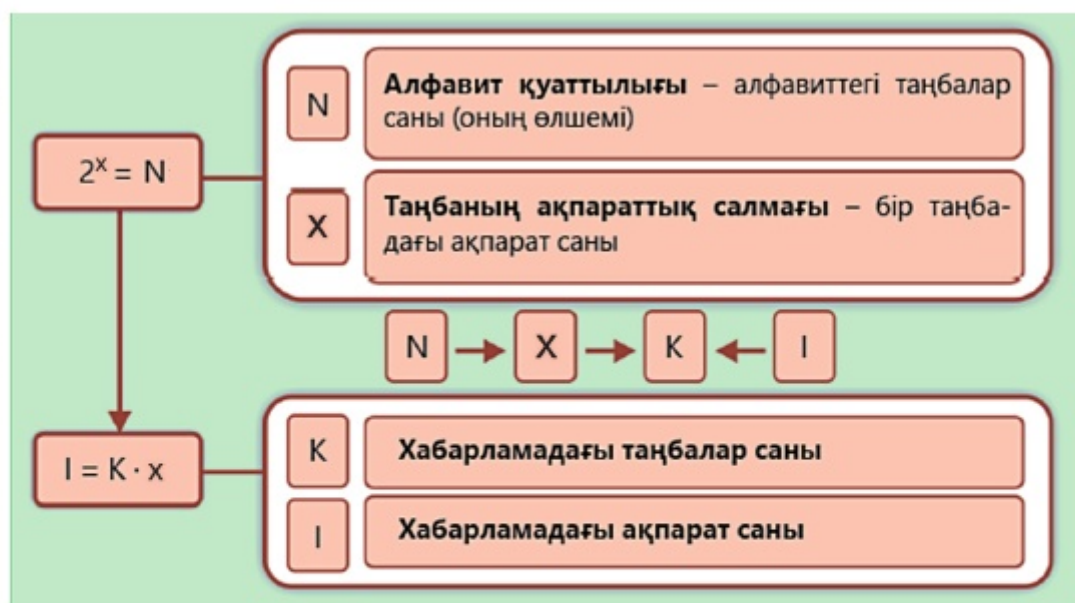 N
Алфавит қуаттылығы – алфавиттегі таңбалар
саны (оның өлшемі)
2ˣ = N
X
Таңбаның ақпараттық салмағы – бір таңба-
дағы ақпарат саны
N X K I
K
Хабарламадағы таңбалар саны
I = K · x
I
Хабарламадағы ақпарат саны